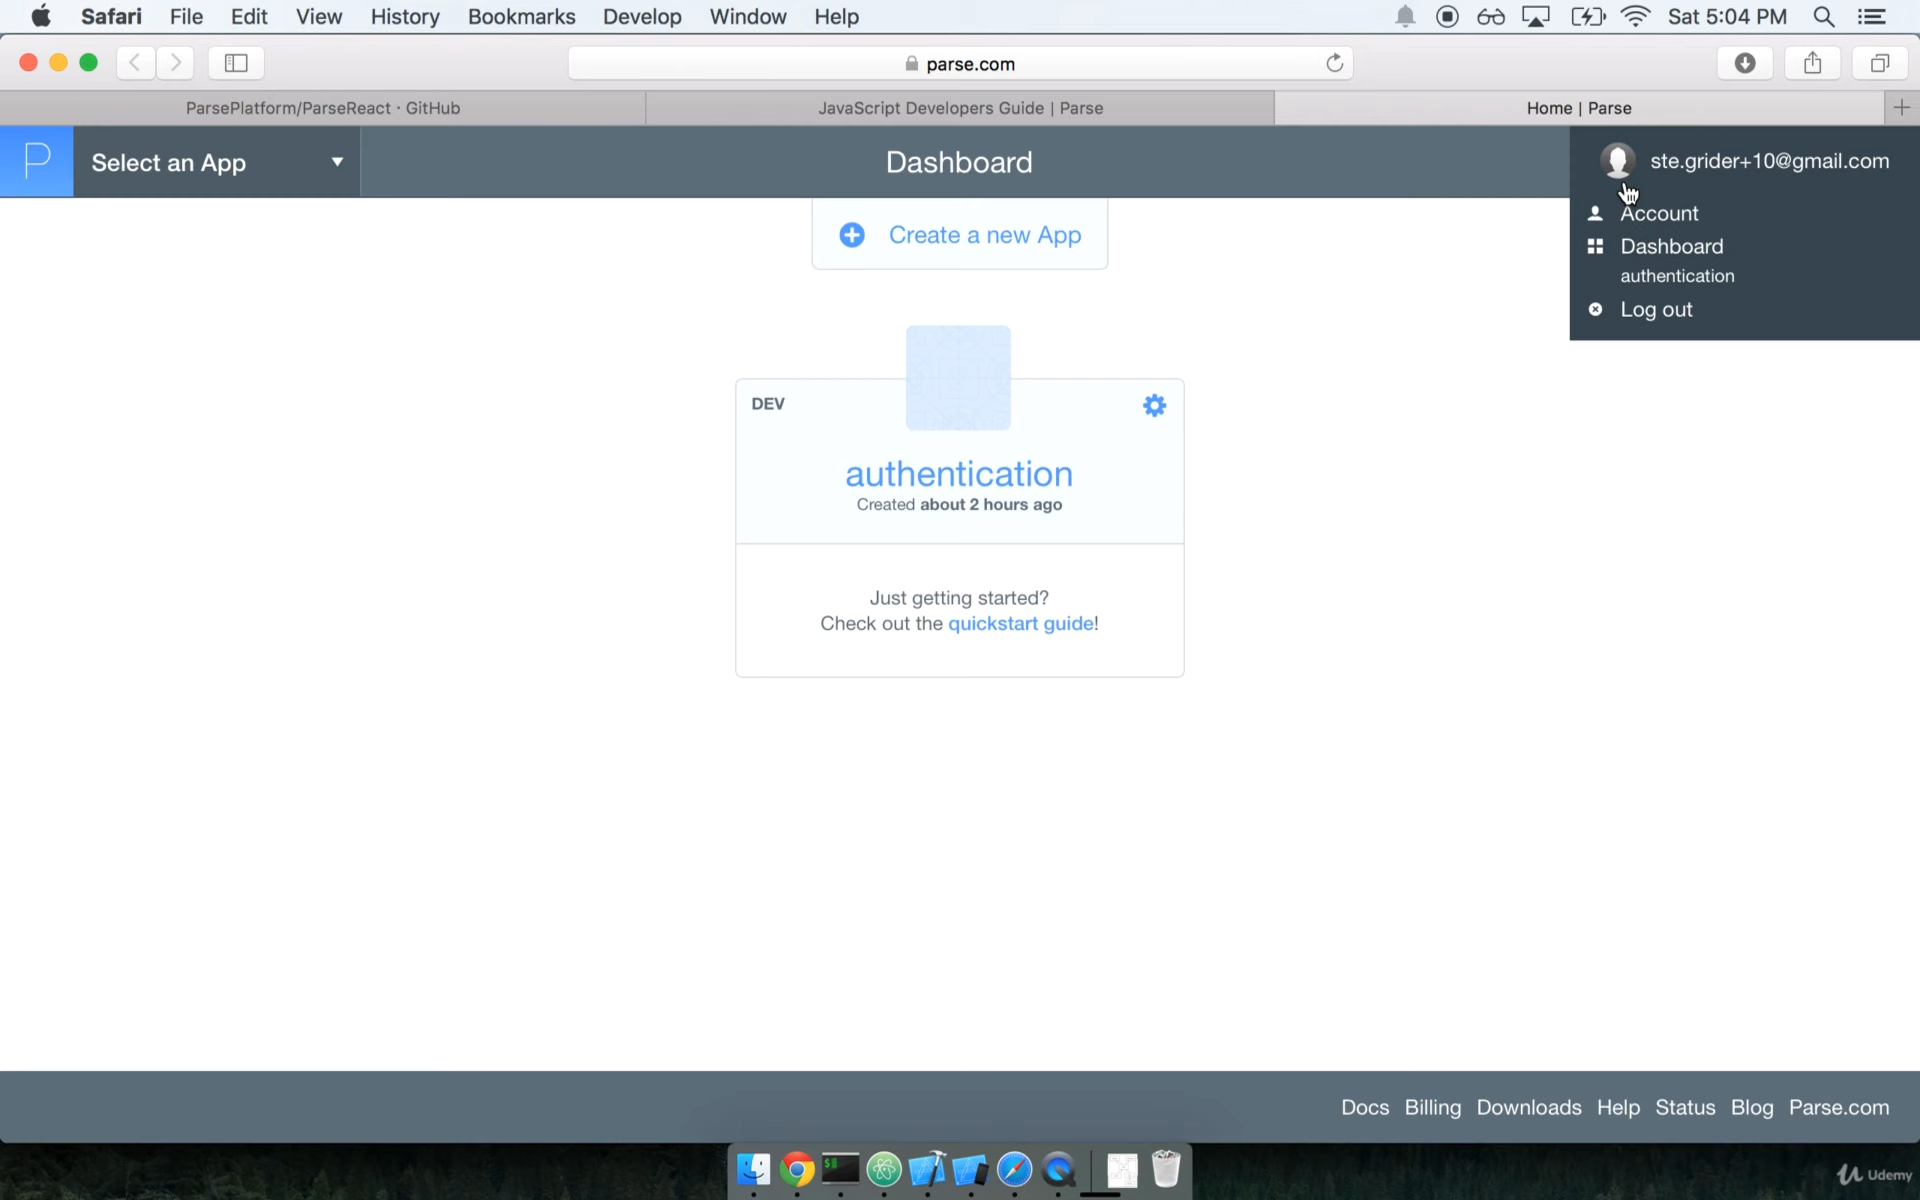 Safari File Edit View History Bookmarks Develop Window Help Sat 5:04 PM
parse.com
ParsePlatform/ParseReact · GitHub JavaScript Developers Guide | Parse Home | Parse
P Select an App Dashboard ste.grider+10@gmail.com
Account
Create a new App
Dashboard
authentication
Log out
DEV
authentication
Created about 2 hours ago
Just getting started?
Check out the quickstart guide!
Docs Billing Downloads Help Status Blog Parse.com
Udemy